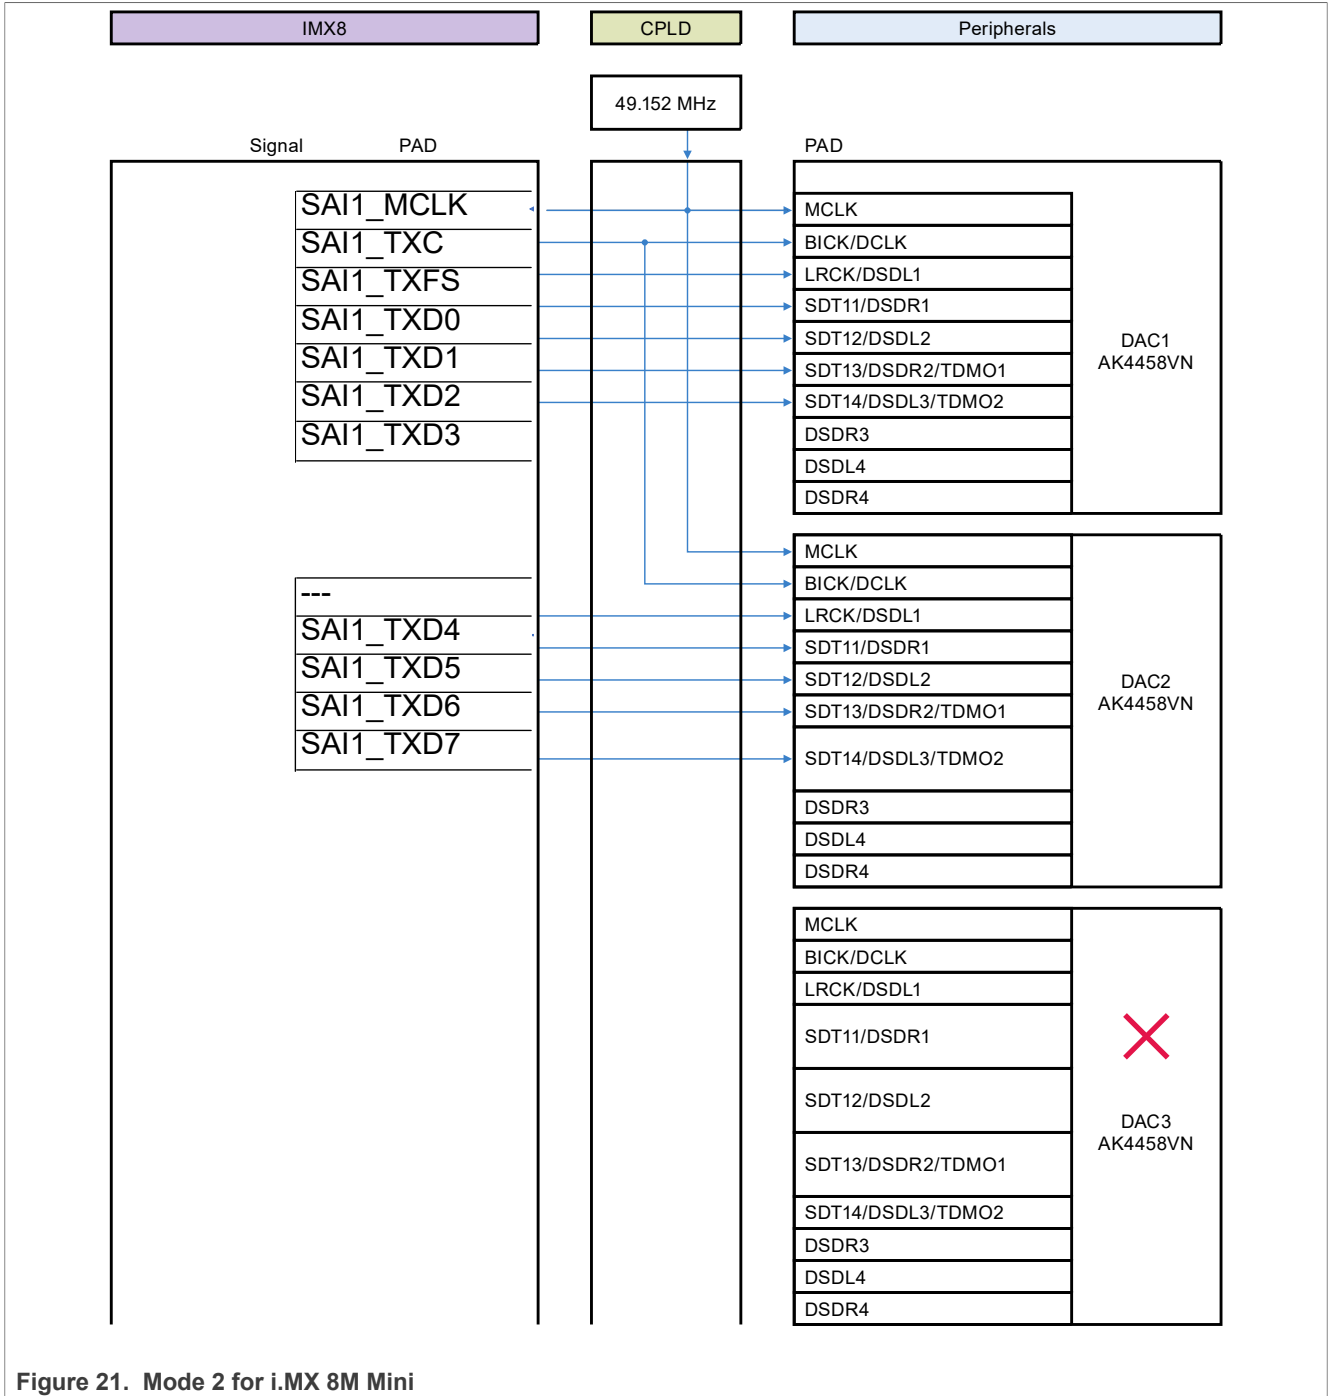 IMX8
CPLD
Peripherals
49.152 MHz
Signal
PAD
PAD
SAI1_MCLK
SAI1_TXC
SAI1_TXFS
SAI1_TXD0
SAI1_TXD1
SAI1_TXD2
SAI1_TXD3
---
SAI1_TXD4
SAI1_TXD5
SAI1_TXD6
SAI1_TXD7
MCLK
BICK/DCLK
LRCK/DSDL1
SDT11/DSDR1
SDT12/DSDL2
SDT13/DSDR2/TDMO1
SDT14/DSDL3/TDMO2
DSDR3
DSDL4
DSDR4
DAC1
AK4458VN
MCLK
BICK/DCLK
LRCK/DSDL1
SDT11/DSDR1
SDT12/DSDL2
SDT13/DSDR2/TDMO1
SDT14/DSDL3/TDMO2
DSDR3
DSDL4
DSDR4
DAC2
AK4458VN
MCLK
BICK/DCLK
LRCK/DSDL1
SDT11/DSDR1
SDT12/DSDL2
SDT13/DSDR2/TDMO1
SDT14/DSDL3/TDMO2
DSDR3
DSDL4
DSDR4
DAC3
AK4458VN
Figure 21. Mode 2 for i.MX 8M Mini